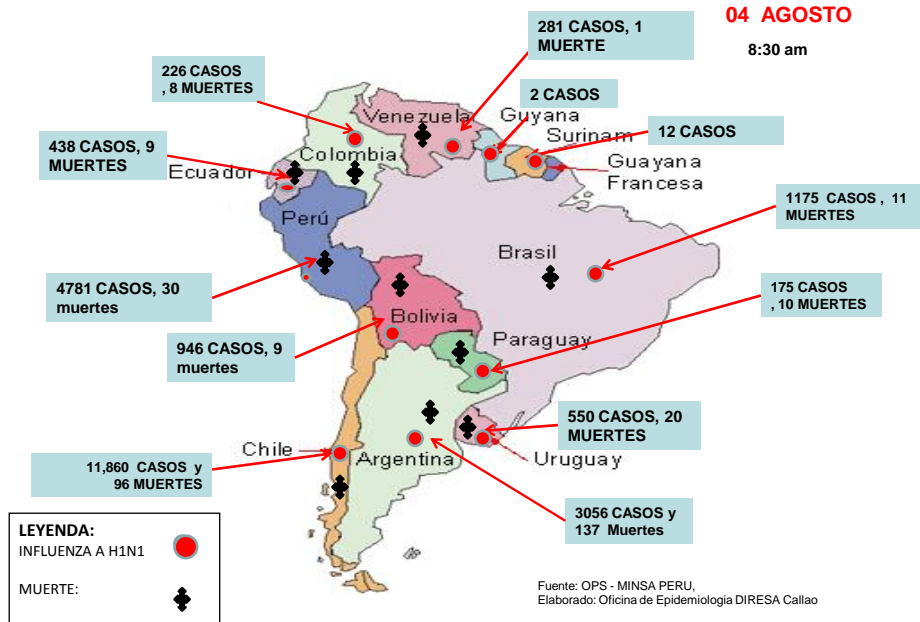 04 AGOSTO
8:30 am
281 CASOS, 1
MUERTE
226 CASOS
, 8 MUERTES
2 CASOS
12 CASOS
438 CASOS, 9
MUERTES
Venezuela
Guyana
Surinam
Guayana
Francesa
Colombia
Ecuador
Perú
1175 CASOS , 11
MUERTES
Brasil
4781 CASOS, 30
muertes
175 CASOS
, 10 MUERTES
Bolivia
946 CASOS, 9
muertes
Paraguay
550 CASOS, 20
MUERTES
Chile
Argentina
Uruguay
11,860 CASOS y
96 MUERTES
3056 CASOS y
137 Muertes
LEYENDA:
INFLUENZA A H1N1
MUERTE:
Fuente: OPS - MINSA PERU,
Elaborado: Oficina de Epidemiologia DIRESA Callao